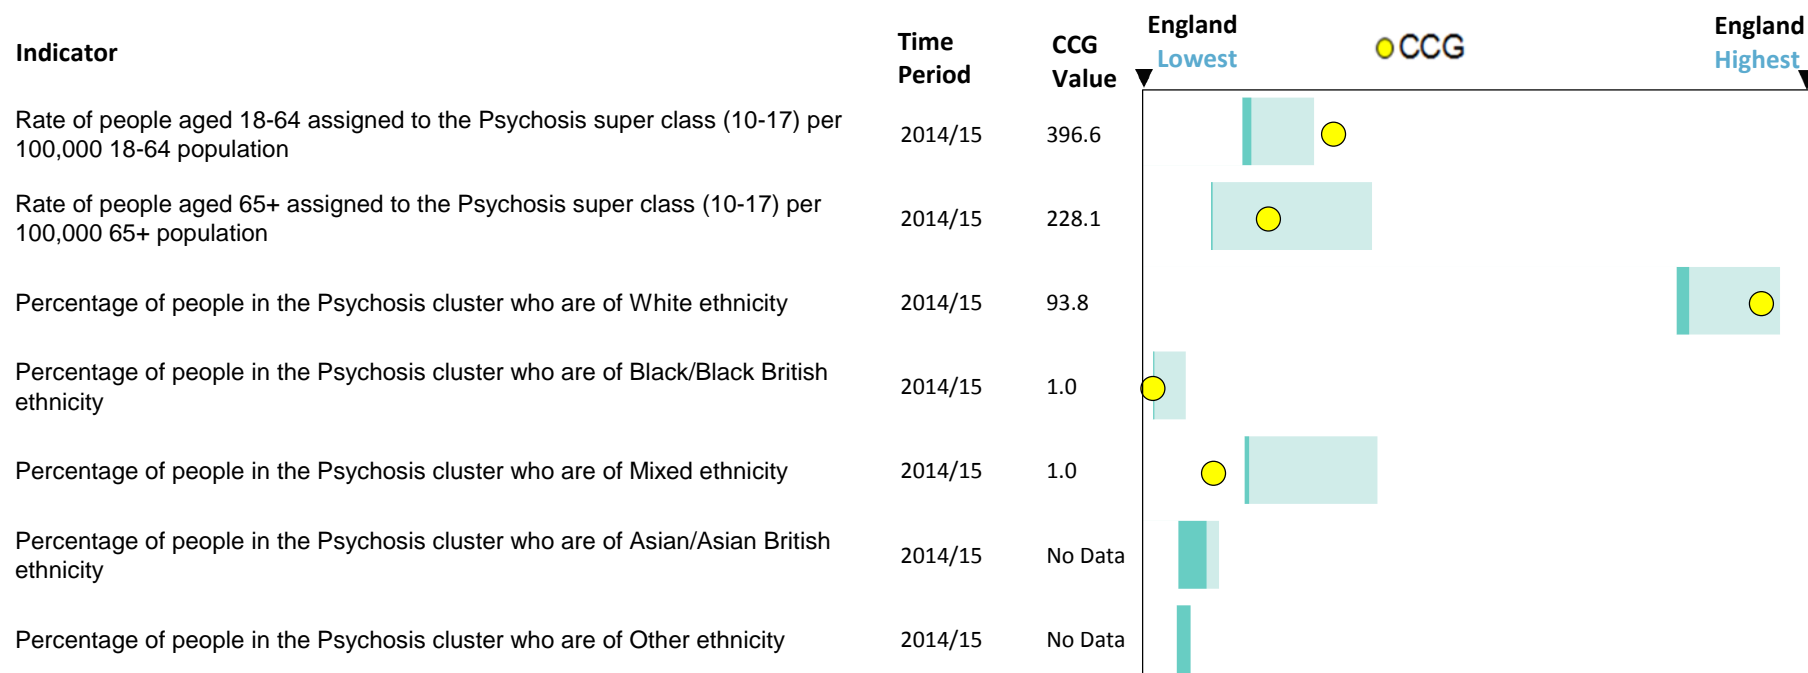 Indicator
Time
Period
CCG
Value
England
Lowest
CCG
England
Highest
Rate of people aged 18-64 assigned to the Psychosis super class (10-17) per
100,000 18-64 population
2014/15
396.6
Rate of people aged 65+ assigned to the Psychosis super class (10-17) per
100,000 65+ population
2014/15
228.1
Percentage of people in the Psychosis cluster who are of White ethnicity
2014/15
93.8
Percentage of people in the Psychosis cluster who are of Black/Black British
ethnicity
2014/15
1.0
Percentage of people in the Psychosis cluster who are of Mixed ethnicity
2014/15
1.0
Percentage of people in the Psychosis cluster who are of Asian/Asian British
ethnicity
2014/15
No Data
Percentage of people in the Psychosis cluster who are of Other ethnicity
2014/15
No Data